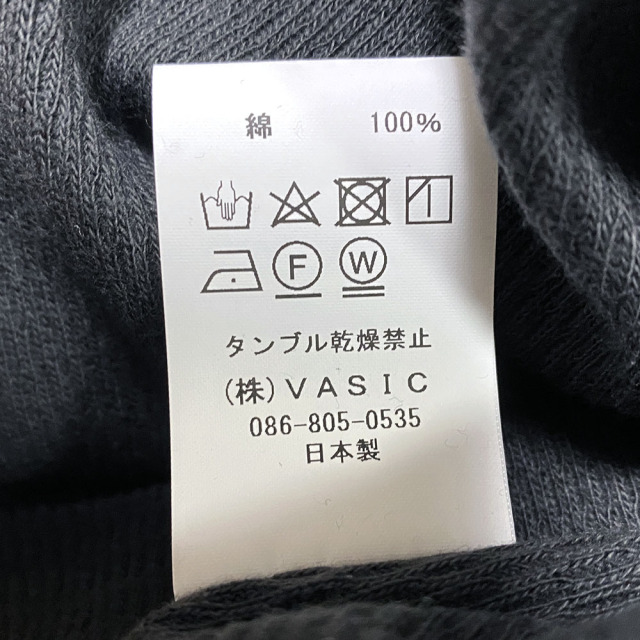 綿 100%
F W
タンブル乾燥禁止
(株)VASIC
086-805-0535
日本製